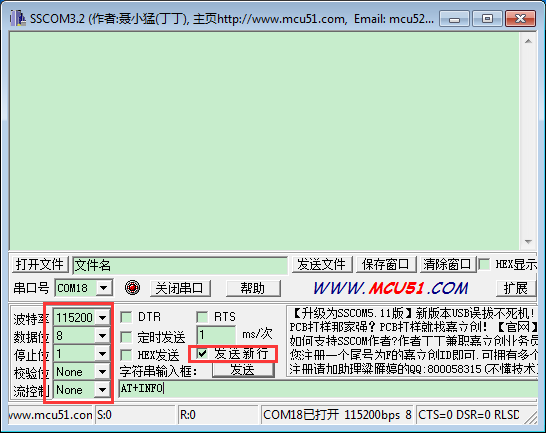 SSCOM3.2 (作者:聂小猛(丁丁), 主页http://www.mcu51.com,  Email: mcu52...
打开文件 文件名 发送文件 保存窗口 清除窗口 HEX显示
串口号 COM18 关闭串口 帮助 WWW.MCU51.COM 扩展
波特率 115200 DTR RTS
数据位 8 定时发送 1 ms/次
停止位 1 HEX发送 发送新行
校验位 None 字符串输入框: 发送
流控制 None AT+INFO
【升级为SSCOM5.11版】新版本USB误拔不死机!
PCB打样哪家强? PCB打样就找嘉立创!【官网】
如何支持SSCOM作者?作者丁丁兼职嘉立创业务员
您注册一个尾号为F的嘉立创ID即可.可拥有多个
注册请加助理梁雁婷的QQ:800058315(不懂技术)
www.mcu51.con S:0 R:0 COM18已打开 115200bps 8 CTS=0 DSR=0 RLSD